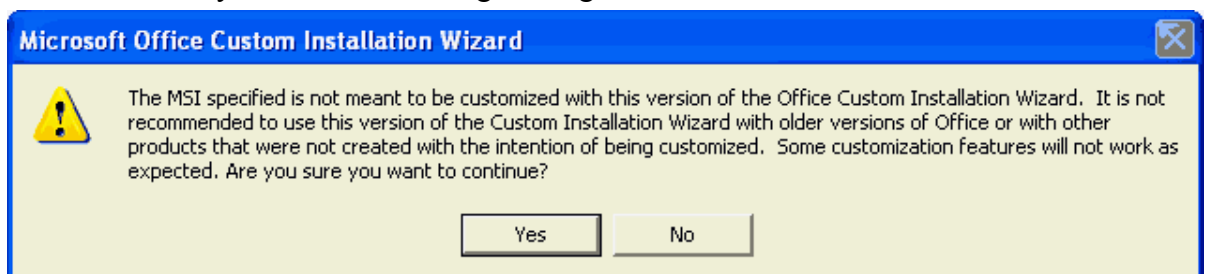 Microsoft Office Custom Installation Wizard
The MSI specified is not meant to be customized with this version of the Office Custom Installation Wizard. It is not
recommended to use this version of the Custom Installation Wizard with older versions of Office or with other
products that were not created with the intention of being customized. Some customization features will not work as
expected. Are you sure you want to continue?
Yes No